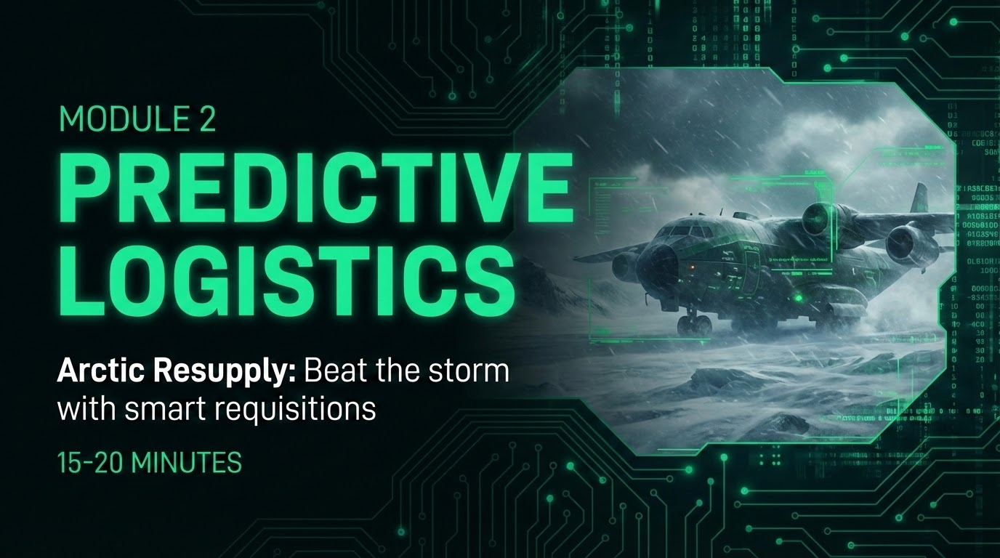 MODULE 2
PREDICTIVE
LOGISTICS
Arctic Resupply: Beat the storm
with smart requisitions
15-20 MINUTES